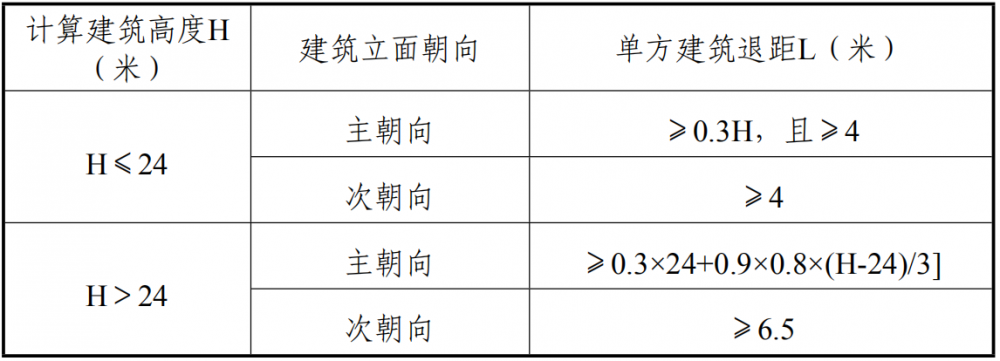 计算建筑高度H
（米）
建筑立面朝向
单方建筑退距L（米）
H≤24
主朝向
≥0.3H，且≥4
次朝向
≥4
H＞24
主朝向
≥0.3×24+0.9×0.8×(H-24)/3]
次朝向
≥6.5